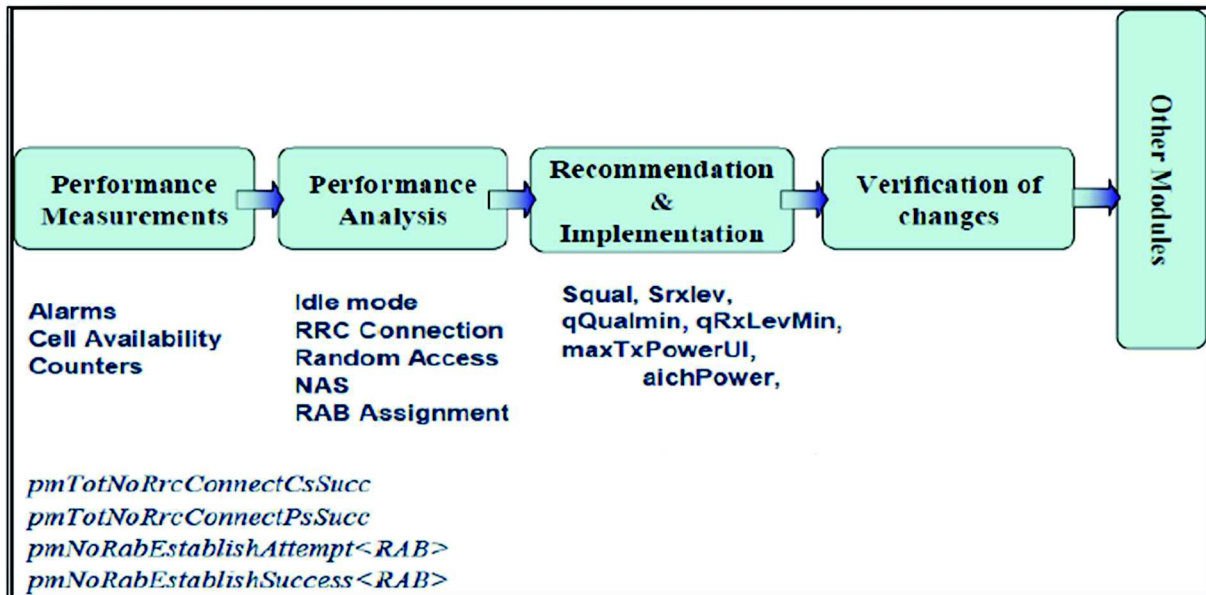 Performance
Measurements
Performance
Analysis
Recommendation
&
Implementation
Verification of
changes
Other Modules
Alarms
Cell Availability
Counters
Idle mode
RRC Connection
Random Access
NAS
RAB Assignment
Squal, Srxlev,
qQualmin, qRxLevMin,
maxTxPowerUl,
aichPower,
pmTotNoRrcConnectCsSucc
pmTotNoRrcConnectPsSucc
pmNoRabEstablishAttempt<RAB>
pmNoRabEstablishSuccess<RAB>